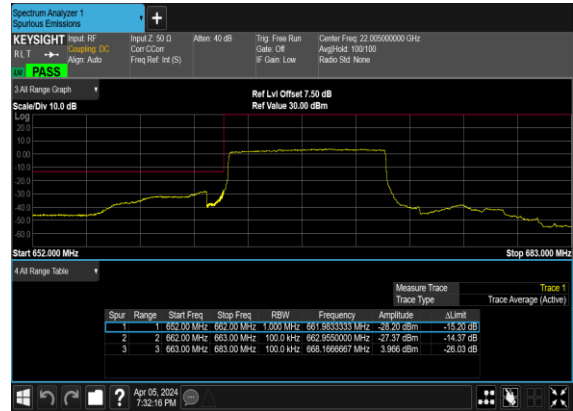 Spectrum Analyzer 1
Spurious Emissions
+
KEYSIGHT Input: RF Input Z: 50 Ω Atten: 40 dB Trig: Free Run Center Freq: 22.005000000 GHz
RLT Coupling: DC Corr CCorr Gate: Off Avg|Hold: 100/100
Align: Auto Freq Ref: Int (S) IF Gain: Low Radio Std: None
LW PASS
3 All Range Graph
Ref Lvl Offset 7.50 dB
Scale/Div 10.0 dB Ref Value 30.00 dBm
Log
20.0
10.0
0.00
-10.0
-20.0
-30.0
-40.0
-50.0
-60.0
Start 652.000 MHz Stop 683.000 MHz
4 All Range Table
Measure Trace Trace 1
Trace Type Trace Average (Active)
Spur Range Start Freq Stop Freq RBW Frequency Amplitude ΔLimit
1 1 652.00 MHz 662.00 MHz 1.000 MHz 661.9833333 MHz -28.20 dBm -15.20 dB
2 2 662.00 MHz 663.00 MHz 100.0 kHz 662.9550000 MHz -27.37 dBm -14.37 dB
3 3 663.00 MHz 683.00 MHz 100.0 kHz 668.1666667 MHz 3.966 dBm -26.03 dB
? Apr 05, 2024
7:32:16 PM